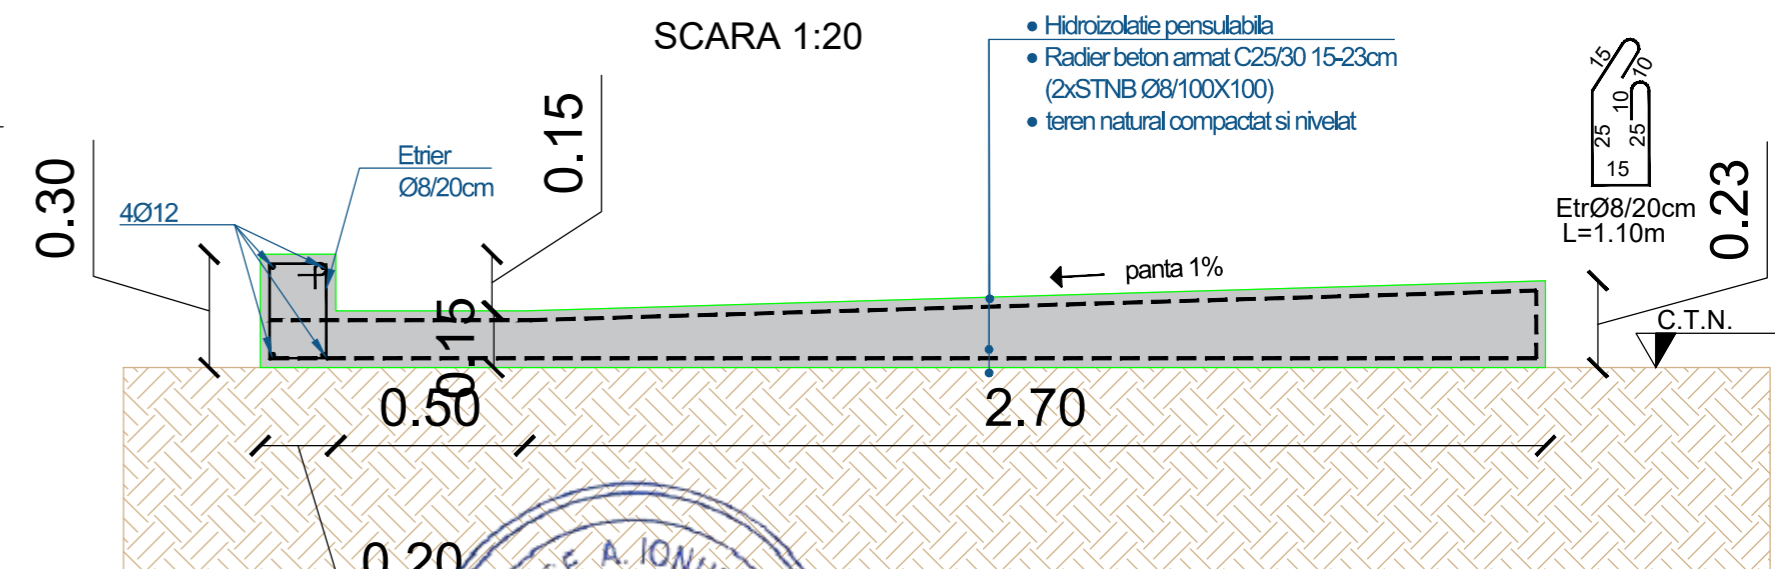 SCARA 1:20
• Hidroizolatie pensulabila
• Radier beton armat C25/30 15-23cm
(2xSTNB Ø8/100X100)
• teren natural compactat si nivelat
15
10
10
25
25
15
EtrØ8/20cm
L=1.10m
0.30
0.15
0.23
Etrier
Ø8/20cm
4Ø12
panta 1%
C.T.N.
0.15
0.50
2.70
0.20
A. ION